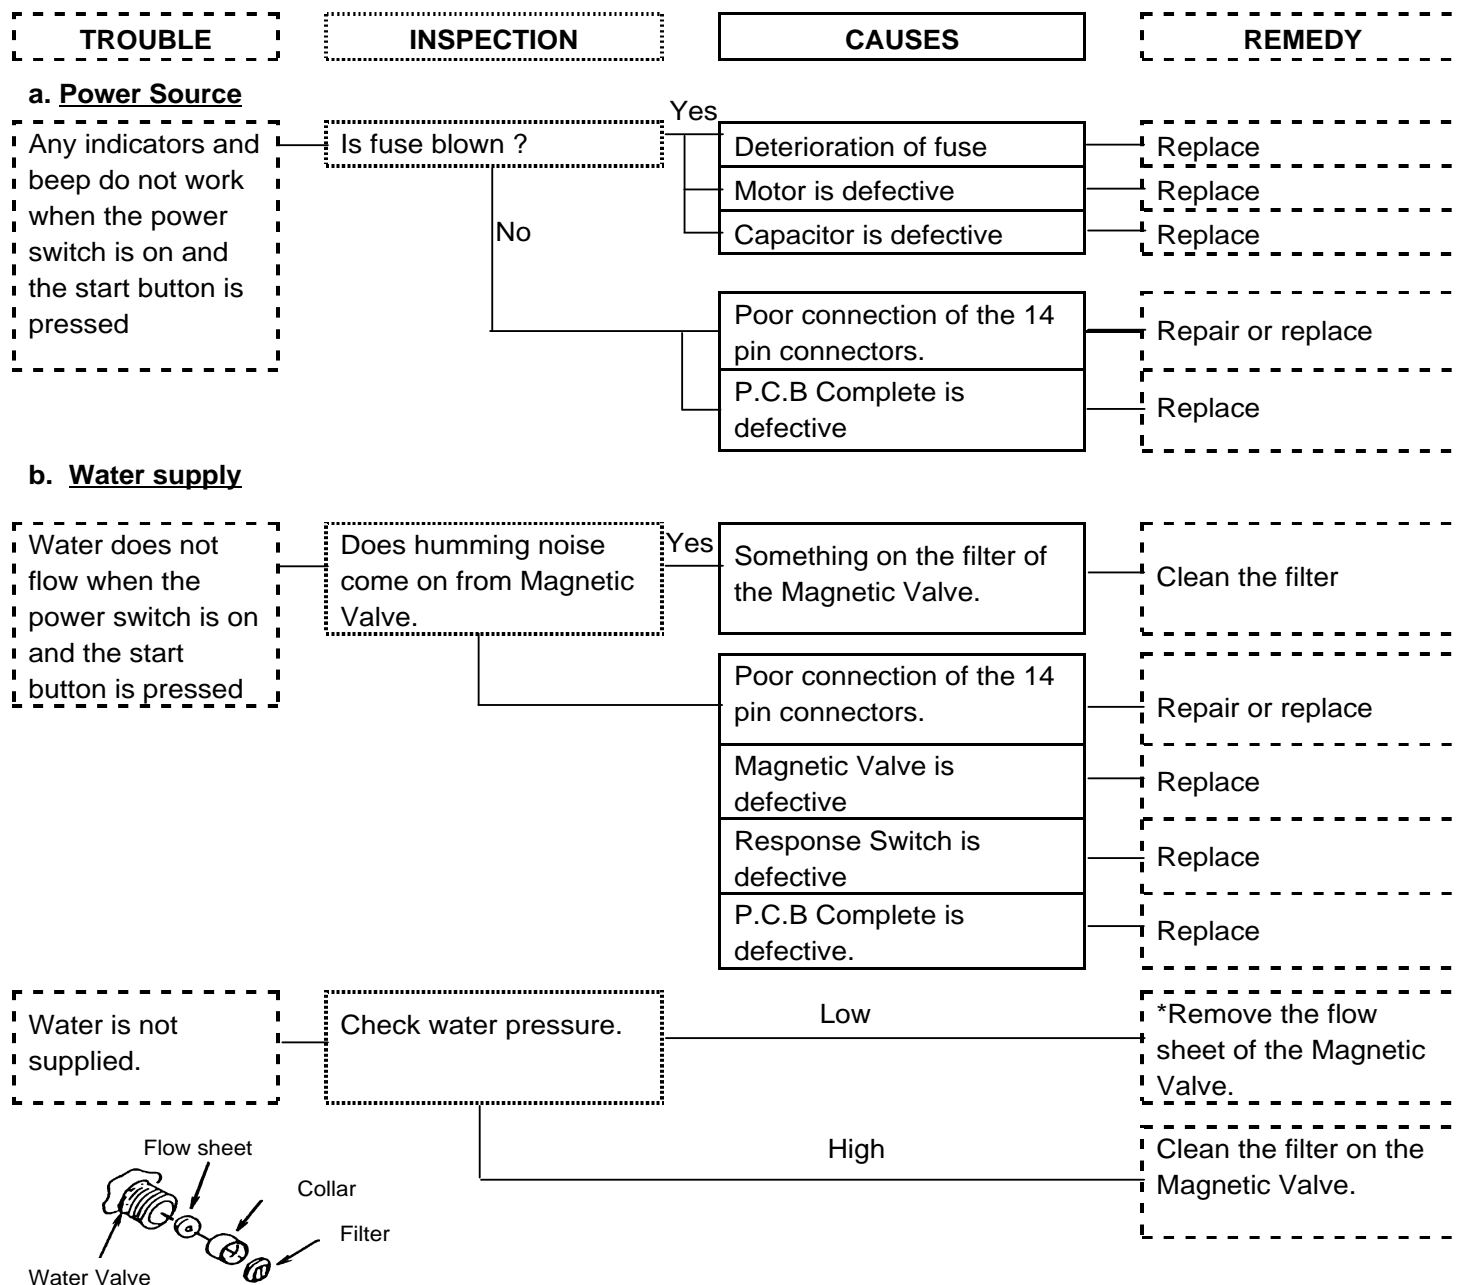 TROUBLE INSPECTION CAUSES REMEDY
a. Power Source
Any indicators and
beep do not work
when the power
switch is on and
the start button is
pressed
Is fuse blown ?
Yes
Deterioration of fuse
Replace
Motor is defective
Replace
Capacitor is defective
Replace
No
Poor connection of the 14
pin connectors.
Repair or replace
P.C.B Complete is
defective
Replace
b. Water supply
Water does not
flow when the
power switch is on
and the start
button is pressed
Does humming noise
come on from Magnetic
Valve.
Yes
Something on the filter of
the Magnetic Valve.
Clean the filter
Poor connection of the 14
pin connectors.
Repair or replace
Magnetic Valve is
defective
Replace
Response Switch is
defective
Replace
P.C.B Complete is
defective.
Replace
Water is not
supplied.
Check water pressure.
Low
*Remove the flow
sheet of the Magnetic
Valve.
High
Clean the filter on the
Magnetic Valve.
Flow sheet
Collar
Filter
Water Valve